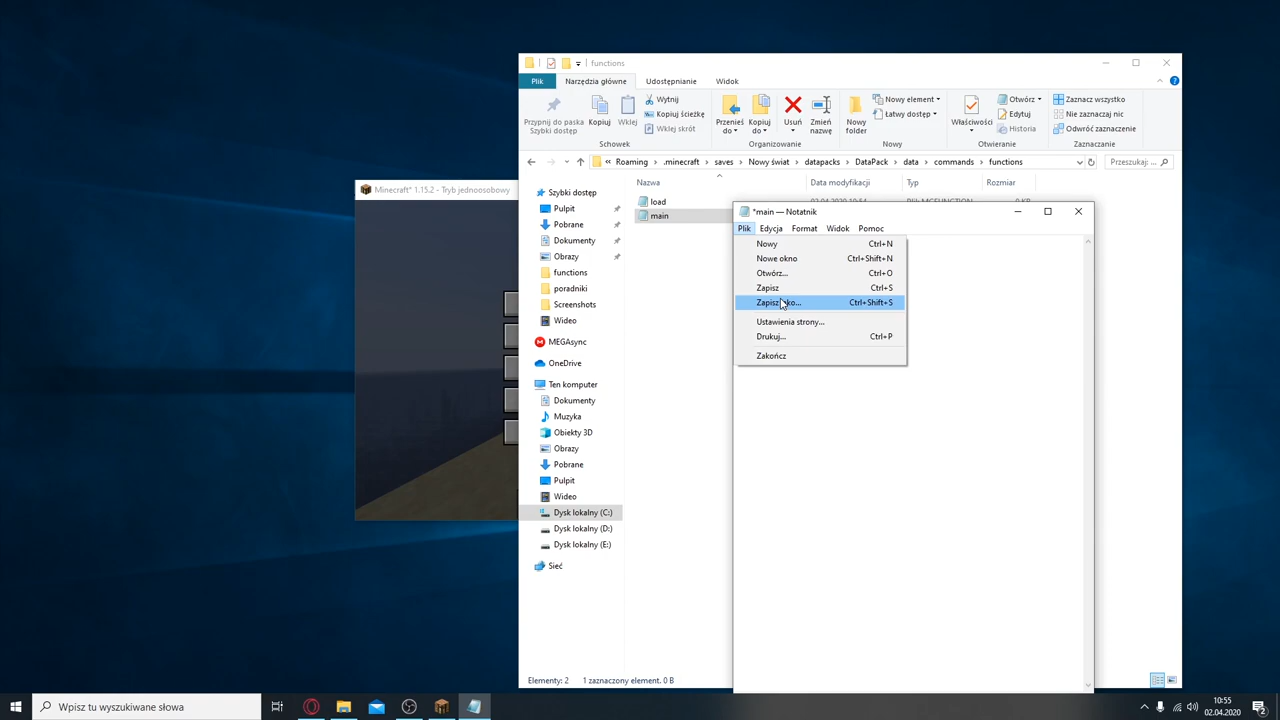 functions
Plik Narzędzia główne Udostępnianie Widok
Przypnij do paska Szybki dostęp
Kopiuj
Wklej
Wytnij
Kopiuj ścieżkę
Wklej skrót
Schowek
Przenieś do
Kopiuj do
Usuń
Zmień nazwę
Organizowanie
Nowy folder
Nowy element
Łatwy dostęp
Nowy
Właściwości
Otwórz
Edytuj
Historia
Otwieranie
Zaznacz wszystko
Nie zaznaczaj nic
Odwróć zaznaczenie
Zaznaczanie
« Roaming > .minecraft > saves > Nowy świat > datapacks > DataPack > data > commands > functions
Przeszukaj: ...
Nazwa Data modyfikacji Typ Rozmiar
load
main
Szybki dostęp
Pulpit
Pobrane
Dokumenty
Obrazy
functions
poradniki
Screenshots
Wideo
MEGAsync
OneDrive
Ten komputer
Dokumenty
Muzyka
Obiekty 3D
Obrazy
Pobrane
Pulpit
Wideo
Dysk lokalny (C:)
Dysk lokalny (D:)
Dysk lokalny (E:)
Sieć
Elementy: 2 1 zaznaczony element. 0 B
Minecraft* 1.15.2 - Tryb jednoosobowy
*main — Notatnik
Plik Edycja Format Widok Pomoc
Nowy Ctrl+N
Nowe okno Ctrl+Shift+N
Otwórz... Ctrl+O
Zapisz Ctrl+S
Zapisz ko... Ctrl+Shift+S
Ustawienia strony...
Drukuj... Ctrl+P
Zakończ
Wpisz tu wyszukiwane słowa
10:55
02.04.2020
2